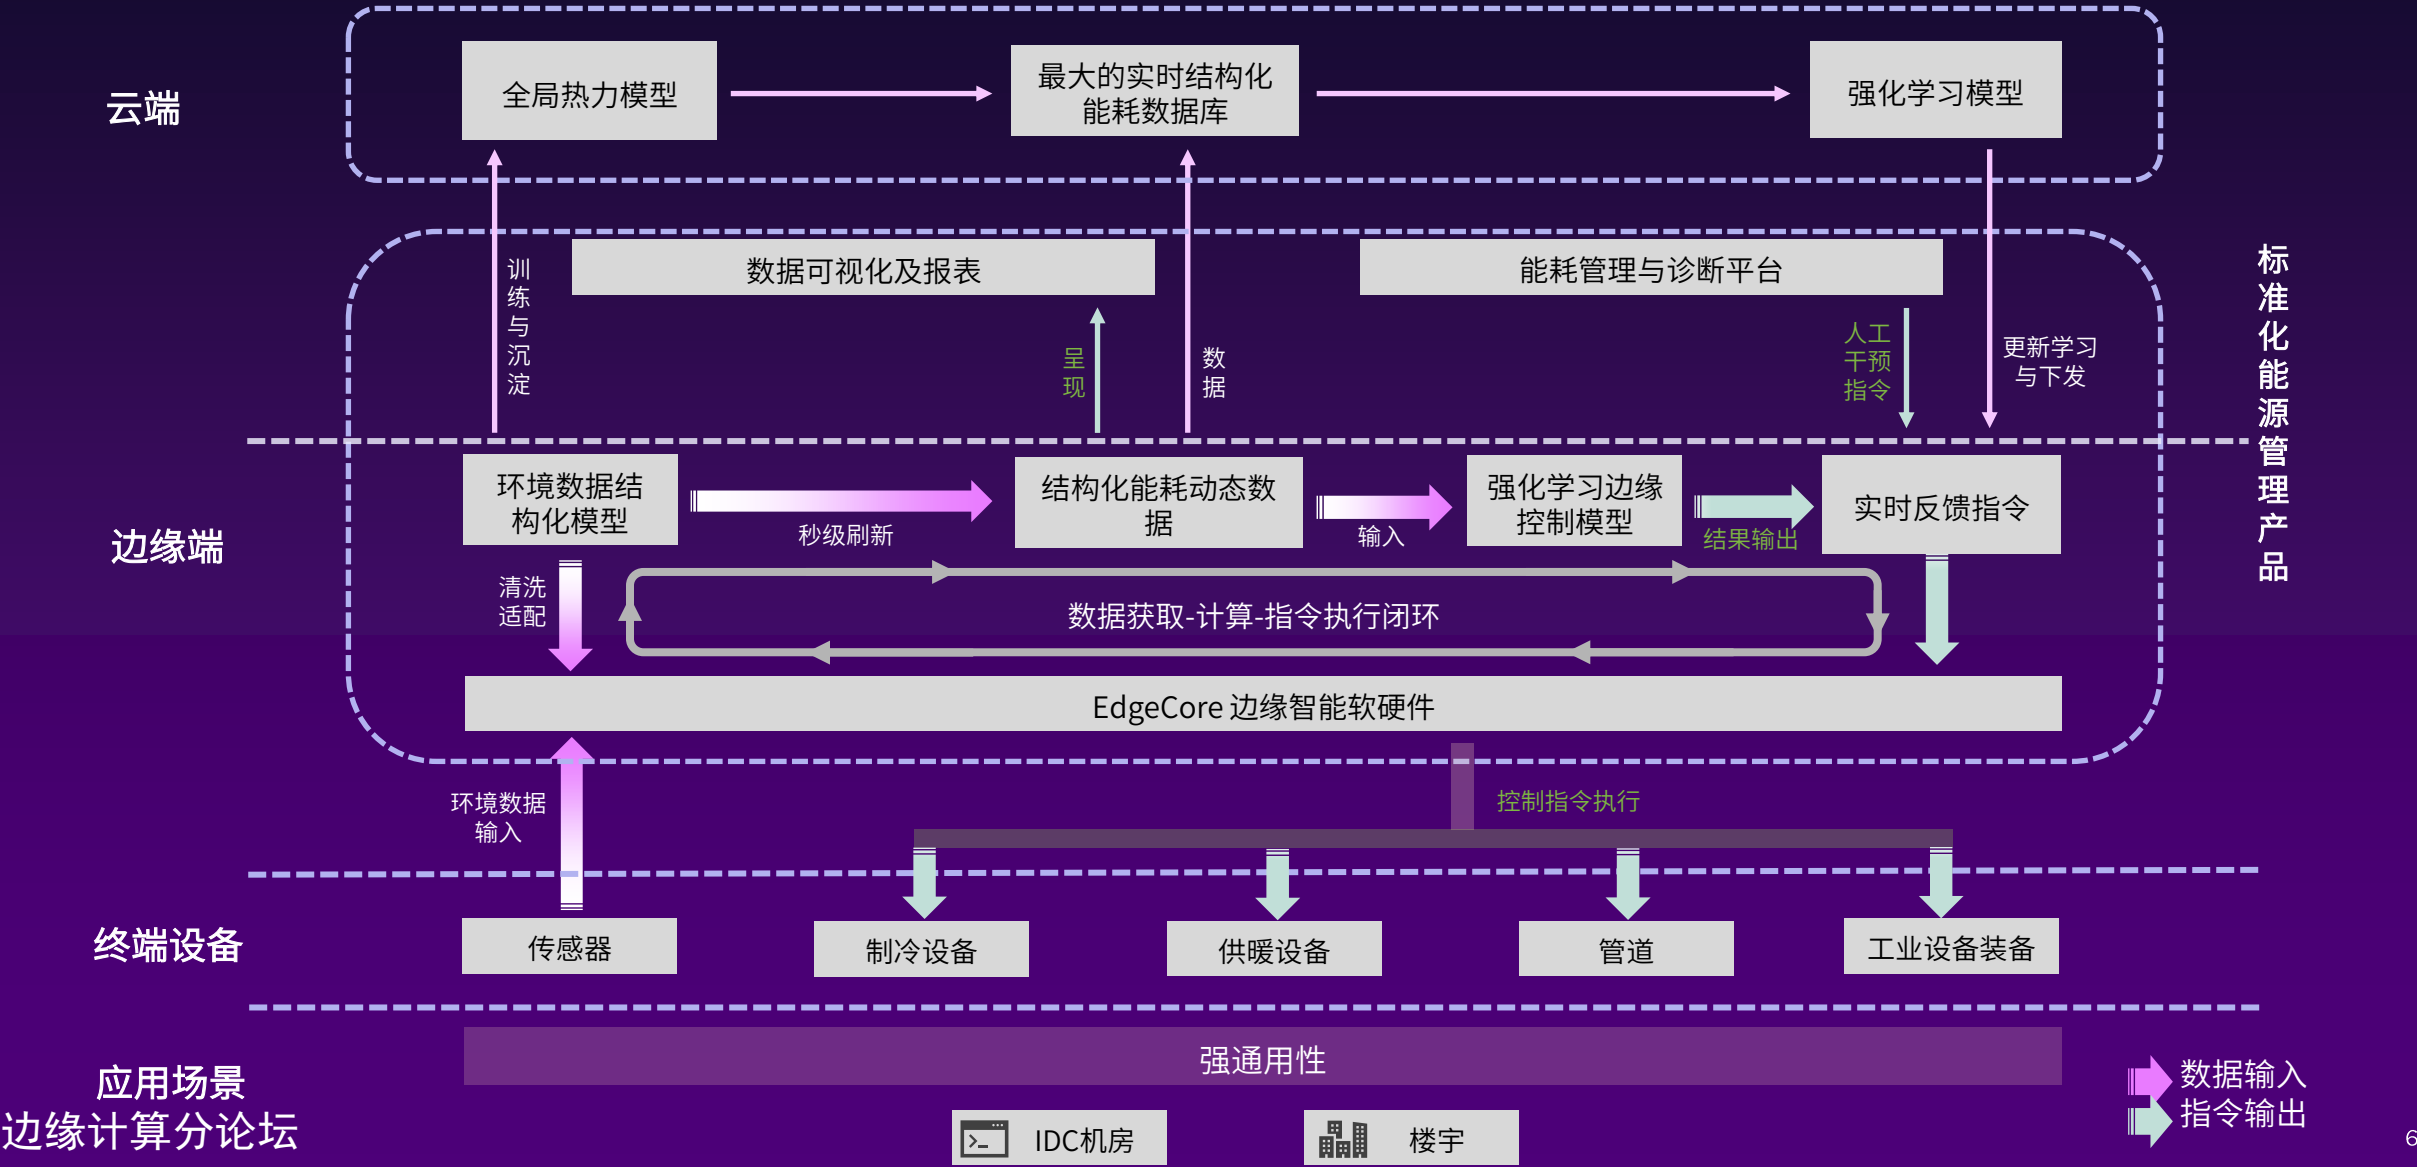 云端
全局热力模型
最大的实时结构化
能耗数据库
强化学习模型
数据可视化及报表
能耗管理与诊断平台
训
练
与
沉
淀
呈
现
数
据
人工
干预
指令
更新学习
与下发
标
准
化
能
源
管
理
产
品
边缘端
环境数据结
构化模型
秒级刷新
结构化能耗动态数
据
输入
强化学习边缘
控制模型
结果输出
实时反馈指令
清洗
适配
数据获取-计算-指令执行闭环
EdgeCore 边缘智能软硬件
环境数据
输入
控制指令执行
终端设备
传感器
制冷设备
供暖设备
管道
工业设备装备
应用场景
强通用性
边缘计算分论坛
IDC机房
楼宇
数据输入
指令输出
6